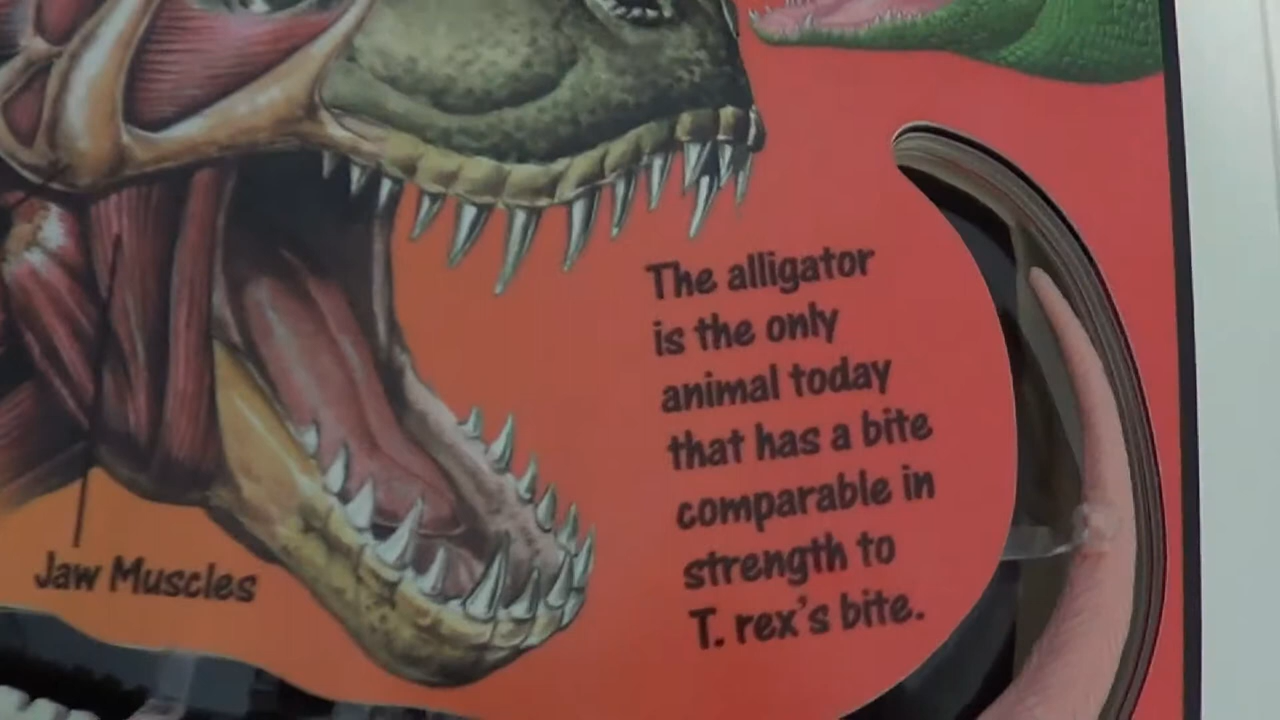 The alligator
is the only
animal today
that has a bite
comparable in
strength to
T. rex's bite.
Jaw Muscles